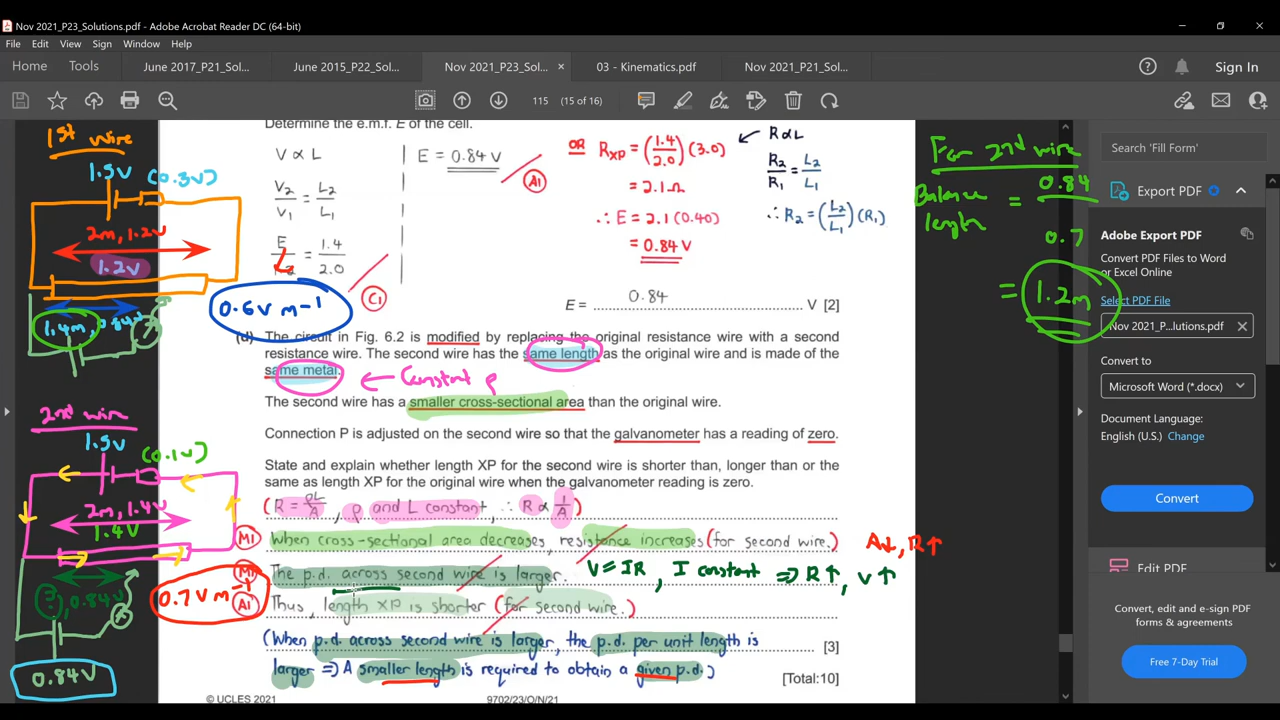 Nov 2021_P23_Solutions.pdf - Adobe Acrobat Reader DC (64-bit)
File Edit View Sign Window Help
Home Tools June 2017_P21_Sol... June 2015_P22_Sol... Nov 2021_P23_Sol... × 03 - Kinematics.pdf Nov 2021_P21_Sol... Sign In
115 (15 of 16)
Determine the e.m.f. E of the cell.
V ∝ L
V2/V1 = L2/L1
= 1.4/2.0
C1
E = 0.84 V
A1
OR R_XP = (1.4/2.0)(3.0)
= 2.1 Ω
∴ E = 2.1 (0.40)
= 0.84 V
R ∝ L
R2/R1 = L2/L1
∴ R2 = (L2/L1)(R1)
E = 0.84 V [2]
1st wire
1.5V (0.3V)
2m, 1.2V
1.2V
1.4m, 0.84V
0.6 V m⁻¹
(d) The circuit in Fig. 6.2 is modified by replacing the original resistance wire with a second
resistance wire. The second wire has the same length as the original wire and is made of the
same metal.
← Constant ρ
The second wire has a smaller cross-sectional area than the original wire.
Connection P is adjusted on the second wire so that the galvanometer has a reading of zero.
State and explain whether length XP for the second wire is shorter than, longer than or the
same as length XP for the original wire when the galvanometer reading is zero.
(R = ρL/A, ρ and L constant, ∴ R ∝ 1/A)
M1 When cross-sectional area decreases, resistance increases (for second wire.) A↓, R↑
M1 The p.d. across second wire is larger. V = IR, I constant ⇒ R↑, V↑
A1 Thus, length XP is shorter (for second wire.)
(When p.d. across second wire is larger, the p.d. per unit length is [3]
larger ⇒ A smaller length is required to obtain a given p.d.)
[Total:10]
© UCLES 2021 9702/23/O/N/21
2nd wire
1.5V (0.1V)
2m, 1.4V
1.4V
?, 0.84V
0.7 V m⁻¹
0.84V
For 2nd wire
Balance length = 0.84/0.7
= 1.2m
Search 'Fill Form'
Export PDF
Adobe Export PDF
Convert PDF Files to Word
or Excel Online
Select PDF File
Nov 2021_P...lutions.pdf ×
Convert to
Microsoft Word (*.docx)
Document Language:
English (U.S.) Change
Convert
Edit PDF
Convert, edit and e-sign PDF
forms & agreements
Free 7-Day Trial